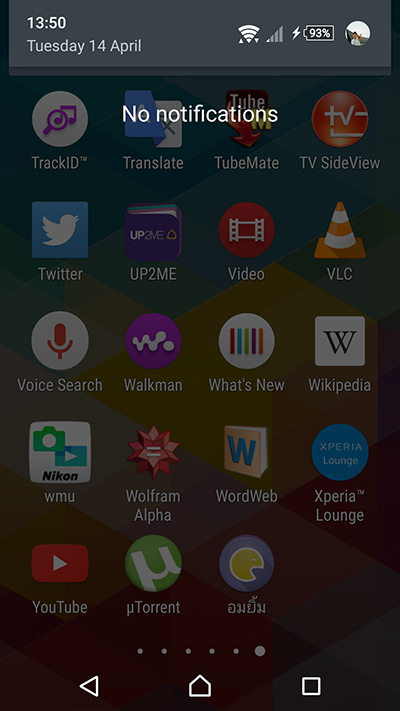 13:50
93%
Tuesday 14 April
No notifications
Tube
M
TrackID™
Translate
TubeMate
TV SideView
UP2ME
Twitter
UP2ME
Video
VLC
W
Voice Search
Walkman
What's New
Wikipedia
Nikon
W
XPERIA
Lounge
wmu
Wolfram
Alpha
WordWeb
Xperia™
Lounge
µ
YouTube
µTorrent
อมยิ้ม